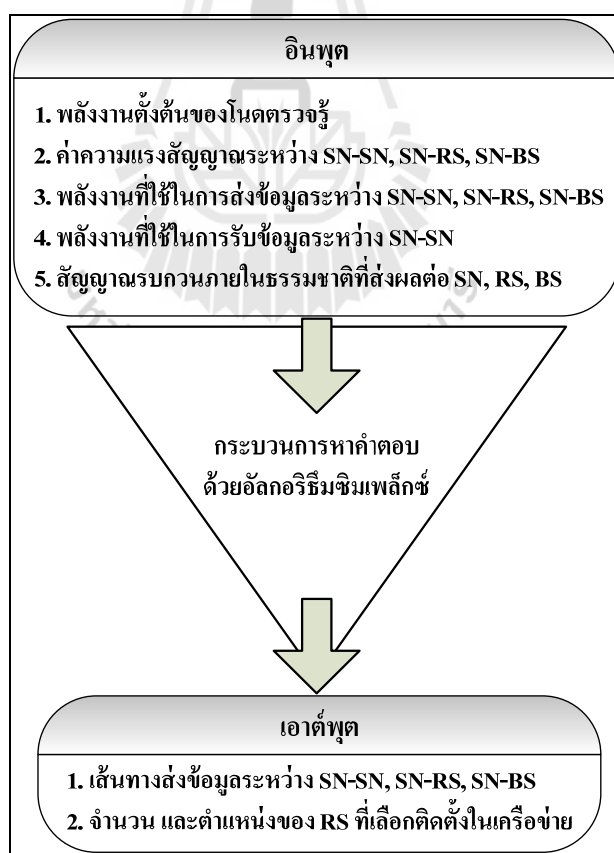 อินพุต
1. พลังงานตั้งต้นของโนดตรวจรู้
2. ค่าความแรงสัญญาณระหว่าง SN-SN, SN-RS, SN-BS
3. พลังงานที่ใช้ในการส่งข้อมูลระหว่าง SN-SN, SN-RS, SN-BS
4. พลังงานที่ใช้ในการรับข้อมูลระหว่าง SN-SN
5. สัญญาณรบกวนภายในธรรมชาติที่ส่งผลต่อ SN, RS, BS
กระบวนการหาคำตอบ
ด้วยอัลกอริธึมซิมเพล็กซ์
เอาต์พุต
1. เส้นทางส่งข้อมูลระหว่าง SN-SN, SN-RS, SN-BS
2. จำนวน และตำแหน่งของ RS ที่เลือกติดตั้งในเครือข่าย